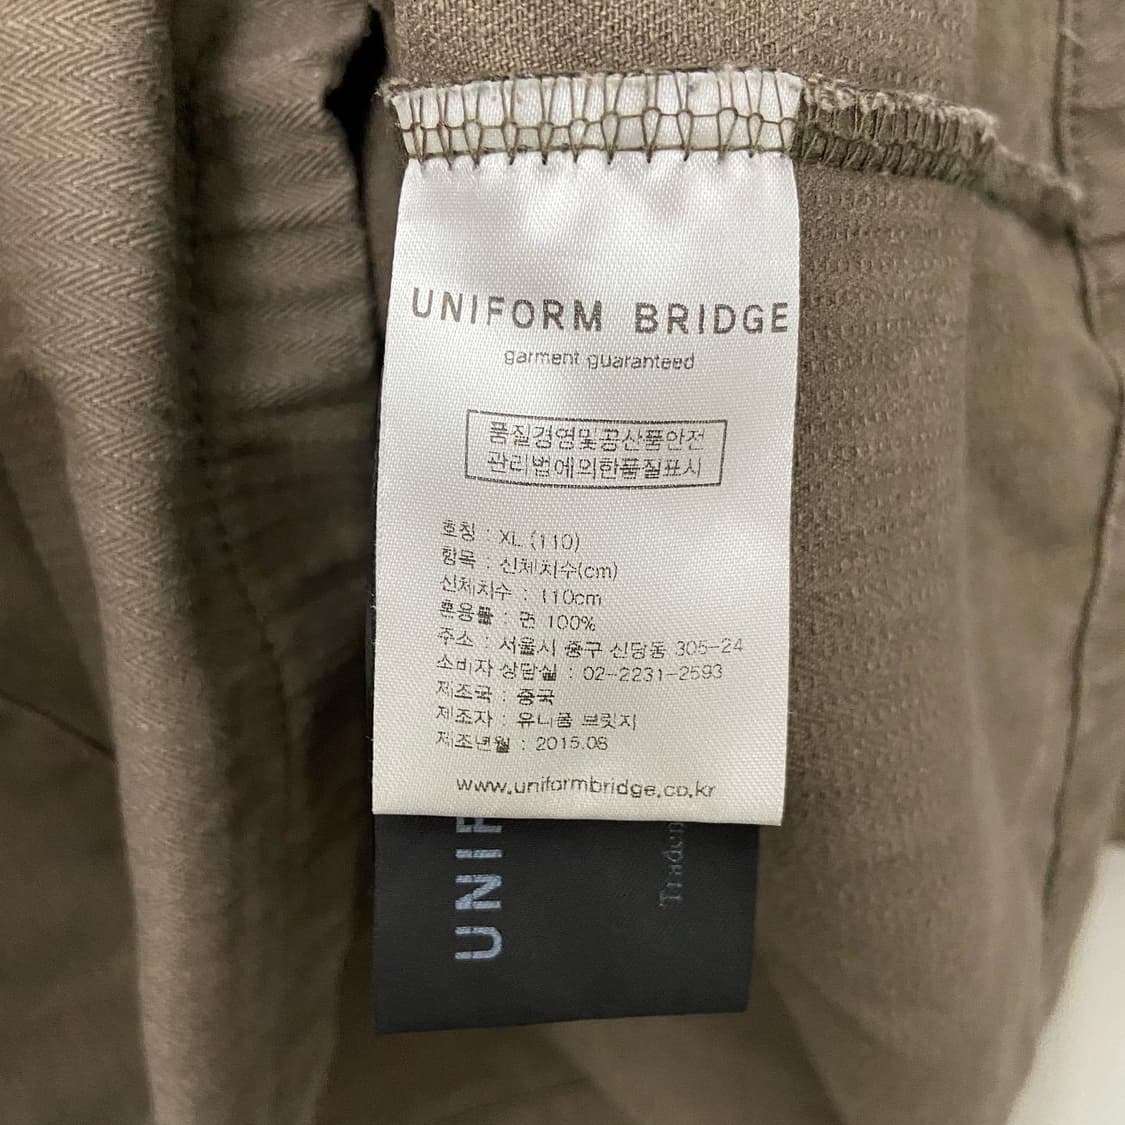 UNIFORM BRIDGE
garment guaranteed
품질경영및공산품안전
관리법에의한품질표시
호칭 : XL (110)
항목 : 신체치수(cm)
신체치수 : 110cm
혼용률 : 면 100%
주소 : 서울시 중구 신당동 305-24
소비자 상담실 : 02-2231-2593
제조국 : 중국
제조자 : 유니폼 브릿지
제조년월 : 2015.08
www.uniformbridge.co.kr
UNIF
Tradem